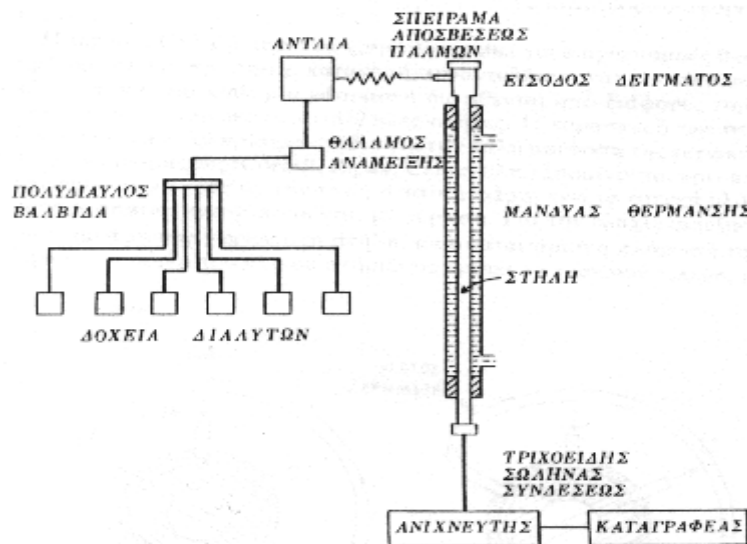 ΣΠΕΙΡΑΜΑ
ΑΠΟΣΒΕΣΕΩΣ
ΠΑΛΜΩΝ
ΑΝΤΛΙΑ
ΕΙΣΟΔΟΣ ΔΕΙΓΜΑΤΟΣ
ΘΑΛΑΜΟΣ
ΑΝΑΜΕΙΞΗΣ
ΠΟΛΥΔΙΑΥΛΟΣ
ΒΑΛΒΙΔΑ
ΜΑΝΔΥΑΣ ΘΕΡΜΑΝΣΗΣ
ΣΤΗΛΗ
ΔΟΧΕΙΑ ΔΙΑΛΥΤΩΝ
ΤΡΙΧΟΕΙΔΗΣ
ΣΩΛΗΝΑΣ
ΣΥΝΔΕΣΕΩΣ
ΑΝΙΧΝΕΥΤΗΣ
ΚΑΤΑΓΡΑΦΕΑΣ